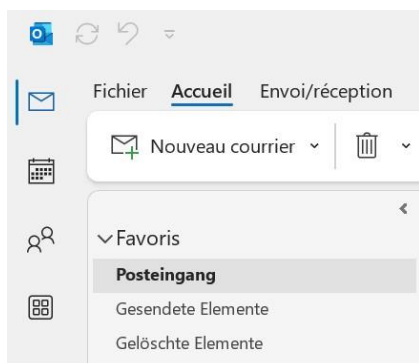 Fichier Accueil Envoi/réception
Nouveau courrier
Favoris
Posteingang
Gesendete Elemente
Gelöschte Elemente